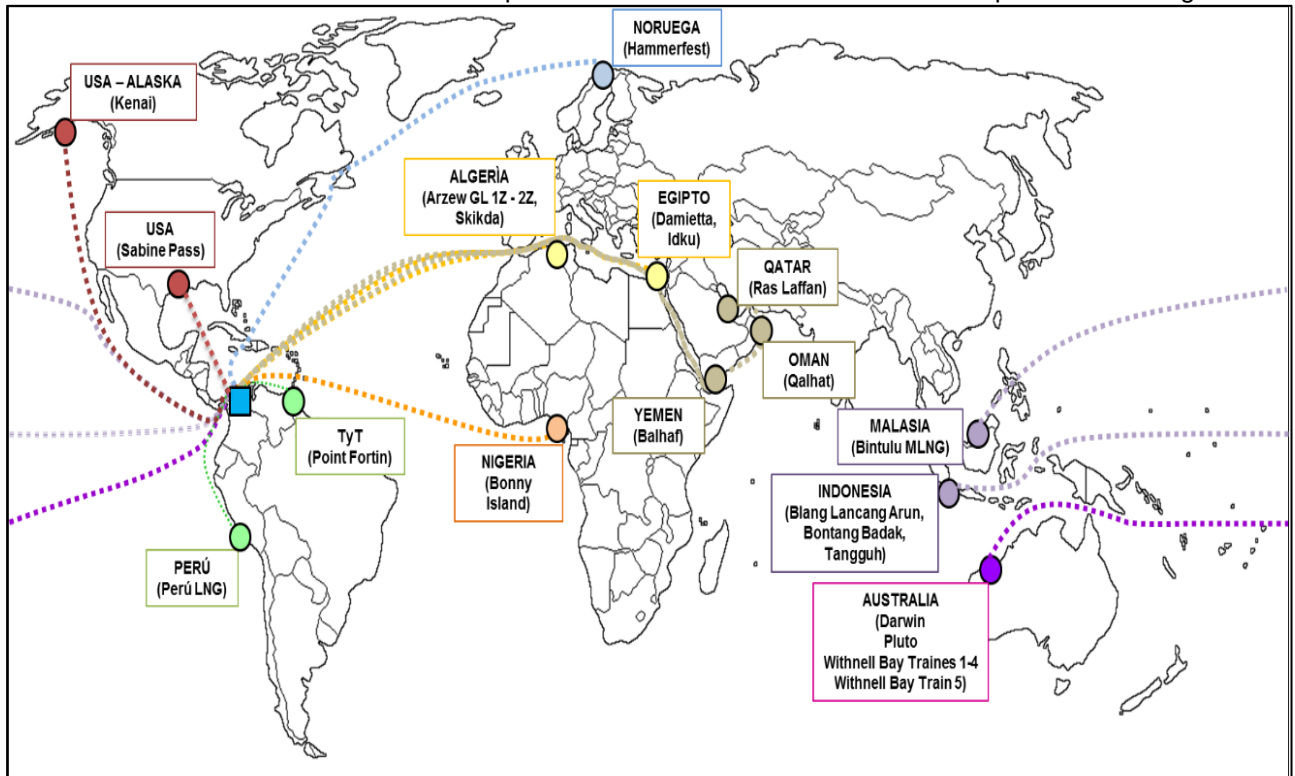 NORUEGA
(Hammerfest)
USA – ALASKA
(Kenai)
ALGERÌA
(Arzew GL 1Z - 2Z,
Skikda)
EGIPTO
(Damietta,
Idku)
USA
(Sabine Pass)
QATAR
(Ras Laffan)
OMAN
(Qalhat)
YEMEN
(Balhaf)
TyT
(Point Fortin)
NIGERIA
(Bonny
Island)
MALASIA
(Bintulu MLNG)
INDONESIA
(Blang Lancang Arun,
Bontang Badak,
Tangguh)
PERÚ
(Perú LNG)
AUSTRALIA
(Darwin
Pluto
Withnell Bay Traines 1-4
Withnell Bay Train 5)